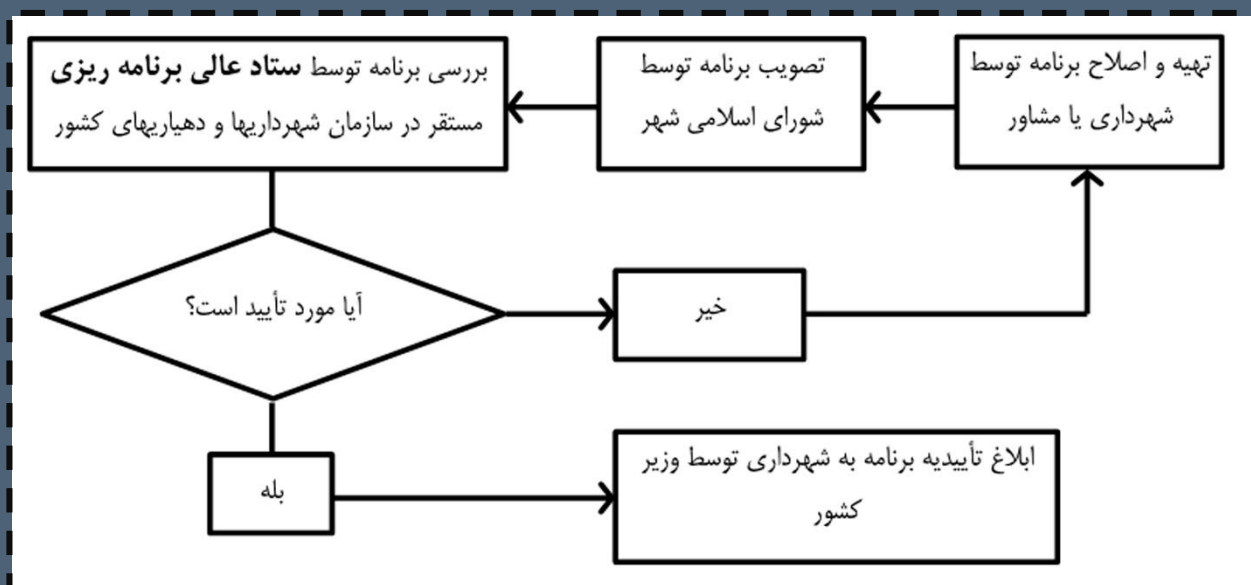 تهیه و اصلاح برنامه توسط
شهرداری یا مشاور
تصویب برنامه توسط
شورای اسلامی شهر
بررسی برنامه توسط ستاد عالی برنامه ریزی
مستقر در سازمان شهرداریها و دهیاریهای کشور
آیا مورد تأیید است؟
خیر
بله
ابلاغ تأییدیه برنامه به شهرداری توسط وزیر
کشور